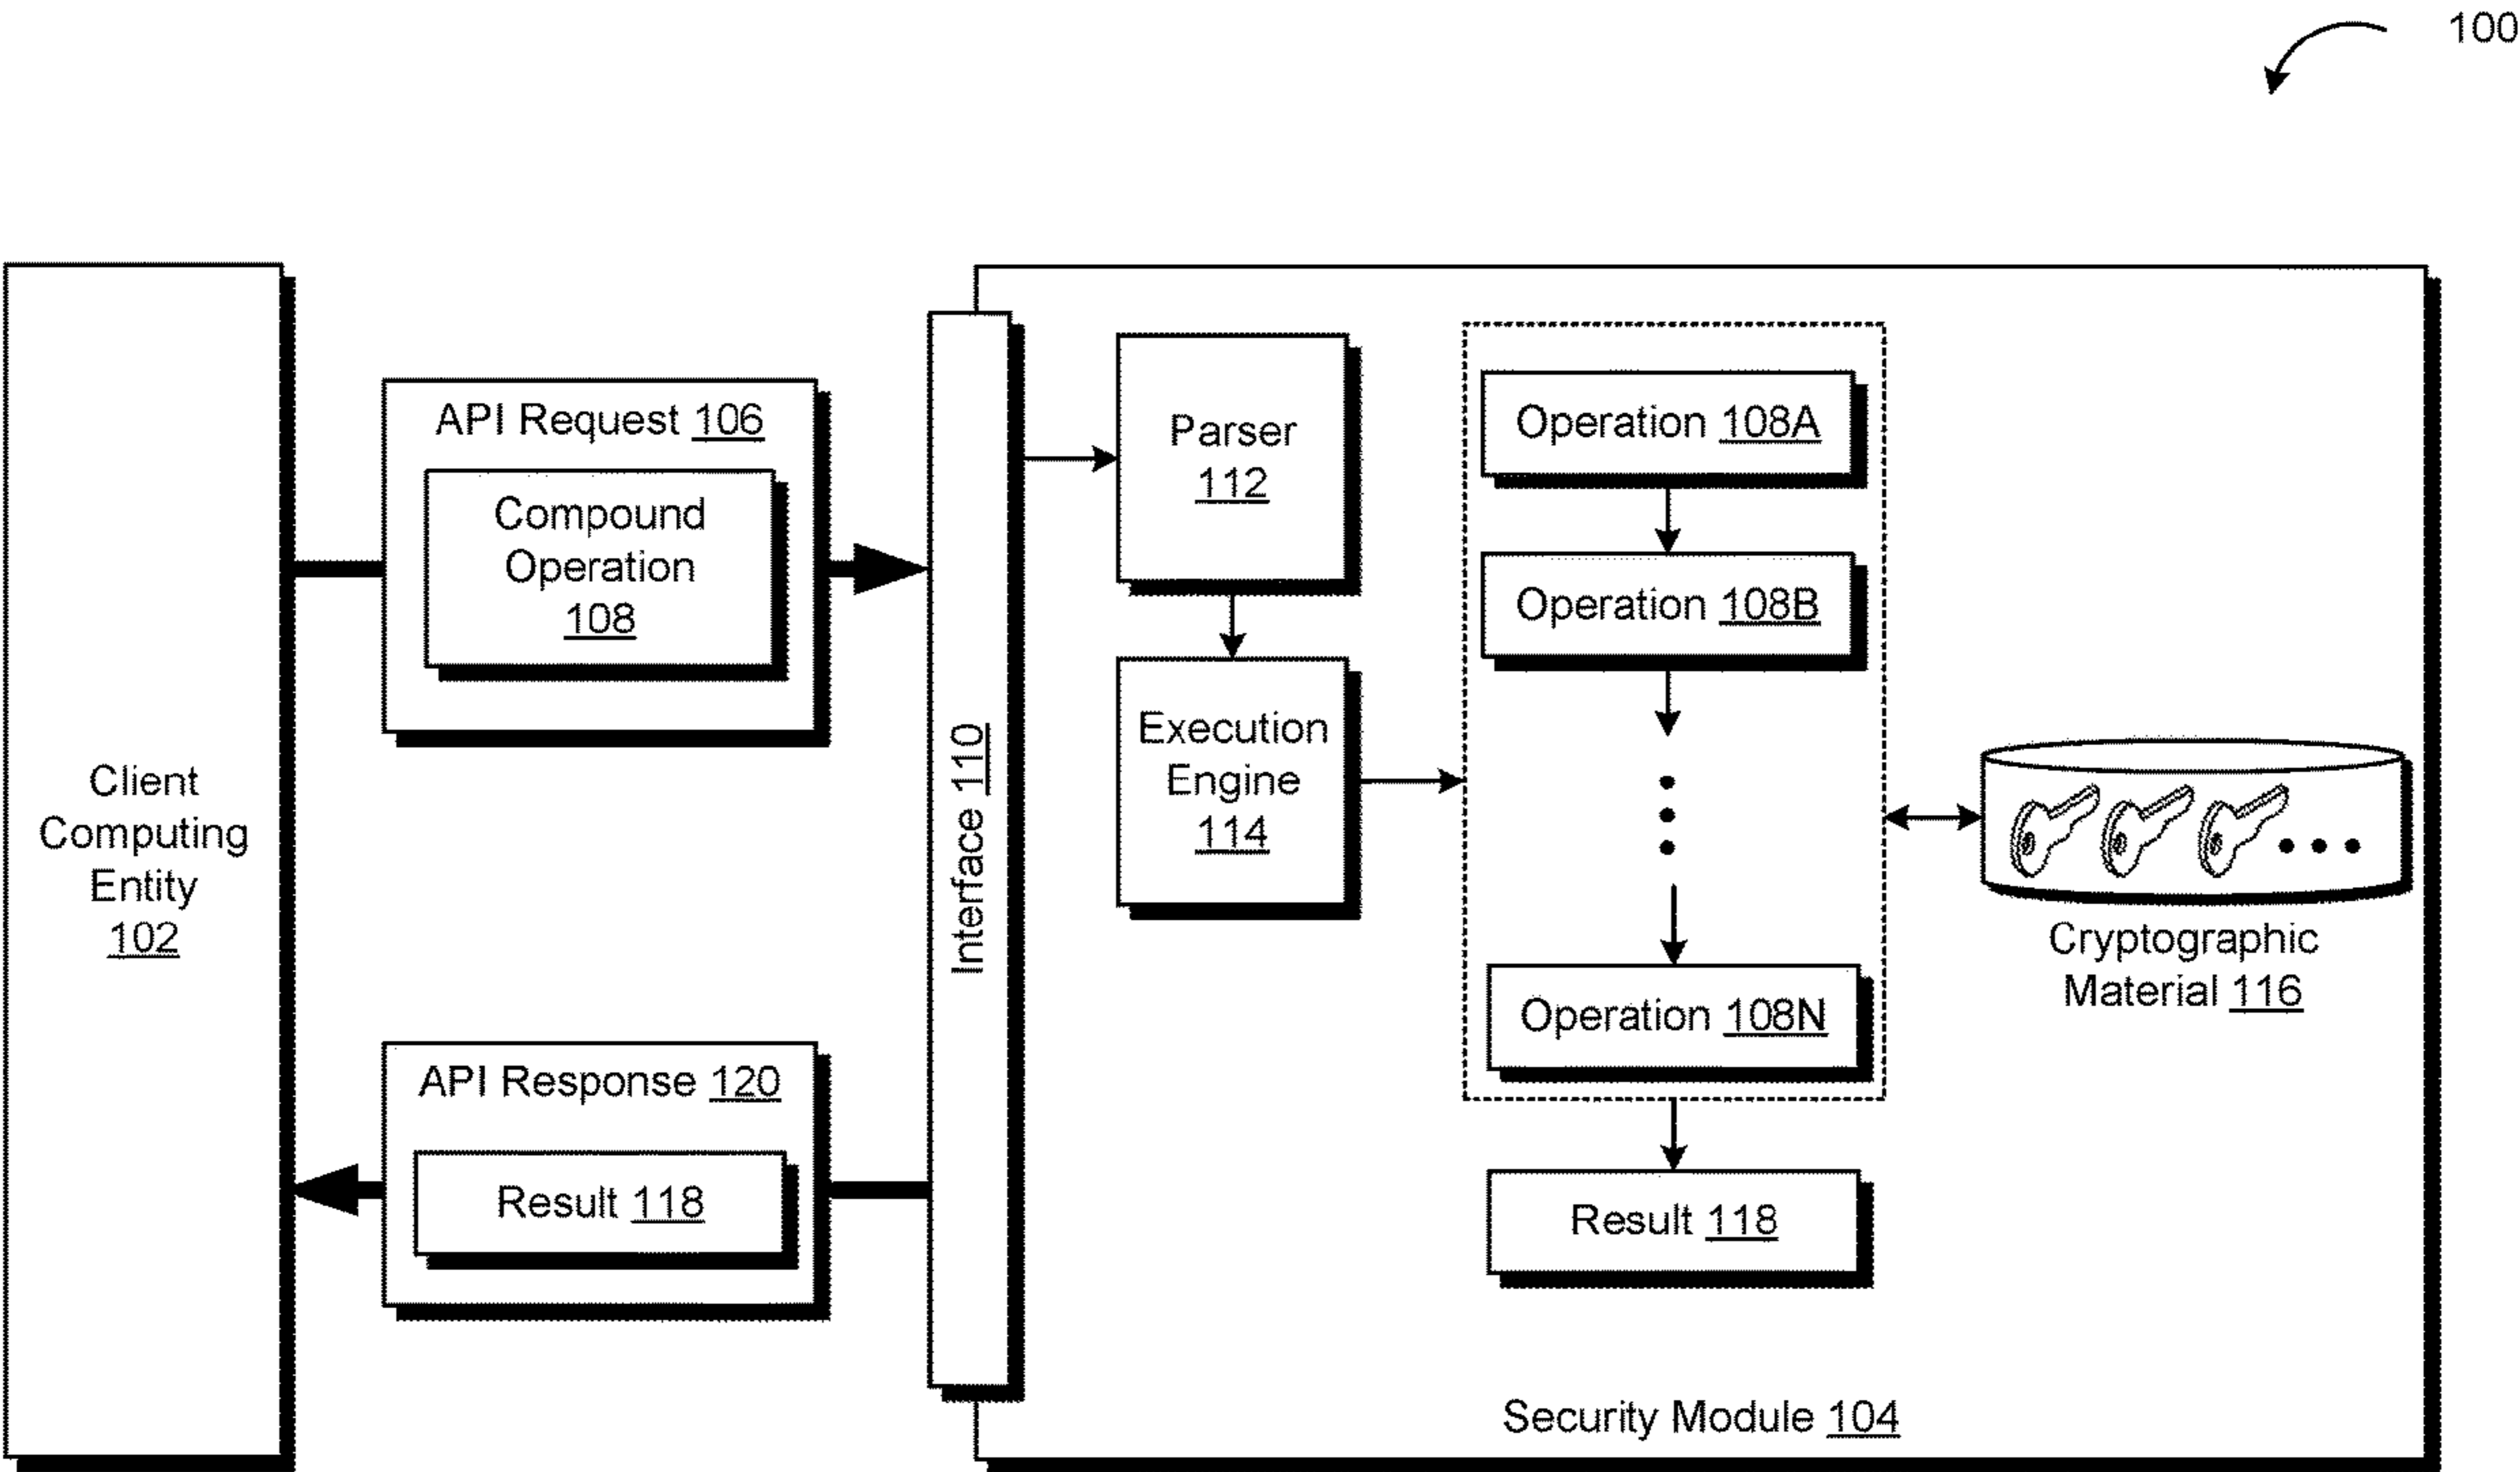 100
Client
Computing
Entity
102
API Request 106
Compound
Operation
108
API Response 120
Result 118
Interface 110
Parser
112
Execution
Engine
114
Operation 108A
Operation 108B
Operation 108N
Result 118
Cryptographic
Material 116
Security Module 104